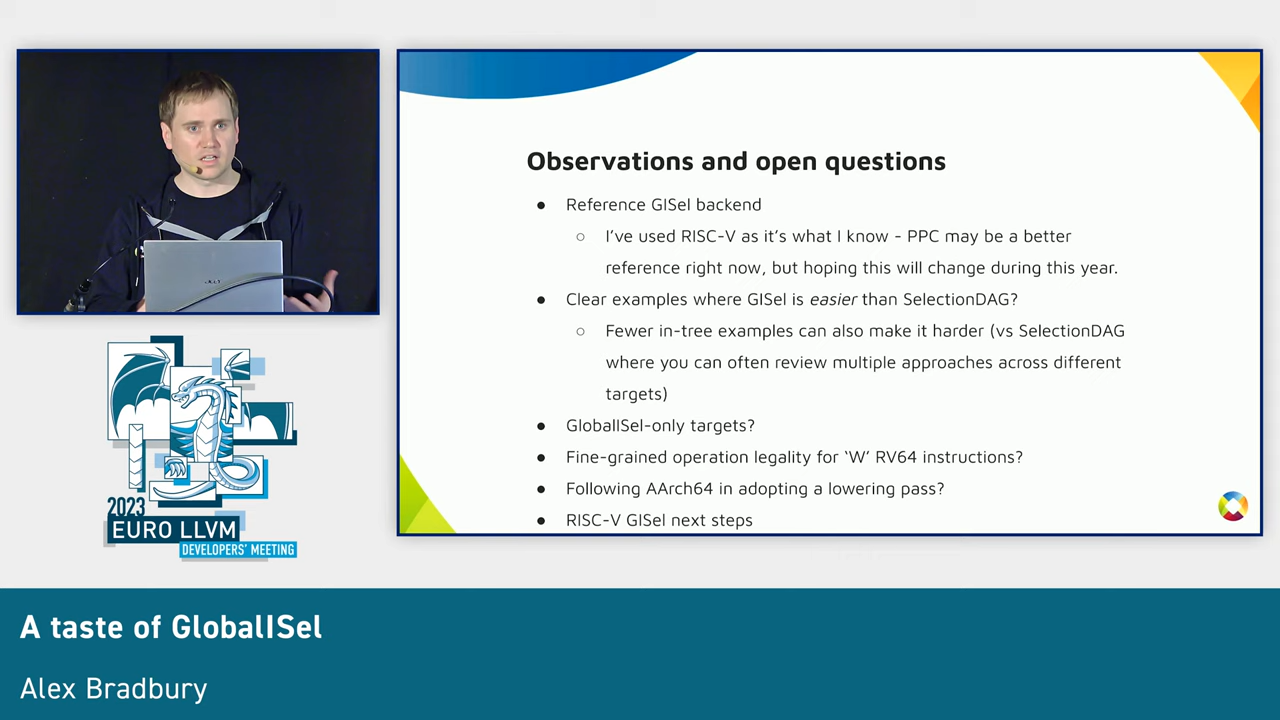 Observations and open questions
● Reference GISel backend
○ I've used RISC-V as it's what I know - PPC may be a better
reference right now, but hoping this will change during this year.
● Clear examples where GISel is easier than SelectionDAG?
○ Fewer in-tree examples can also make it harder (vs SelectionDAG
where you can often review multiple approaches across different
targets)
● GlobalISel-only targets?
● Fine-grained operation legality for ‘W’ RV64 instructions?
● Following AArch64 in adopting a lowering pass?
● RISC-V GISel next steps
2023
EURO LLVM
DEVELOPERS' MEETING
A taste of GlobalISel
Alex Bradbury